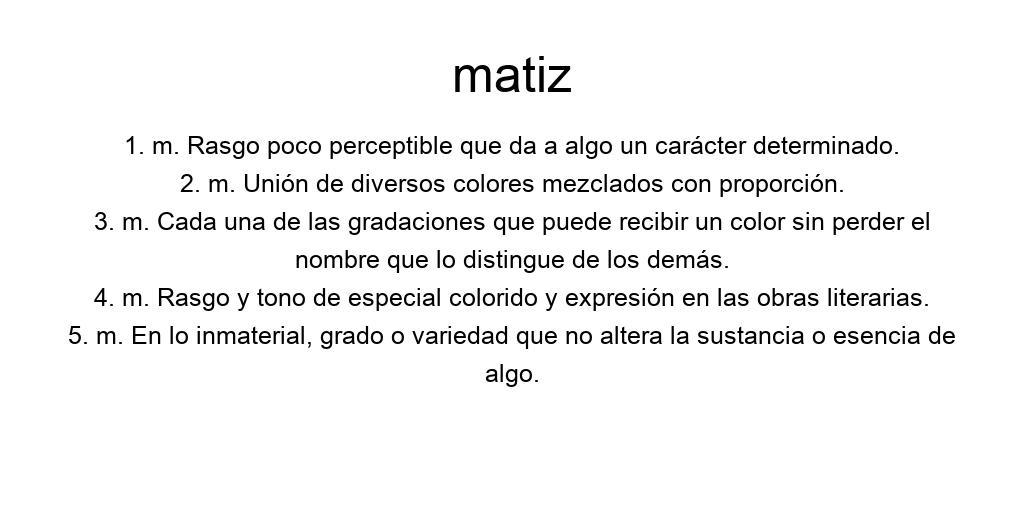 matiz
1. m. Rasgo poco perceptible que da a algo un carácter determinado.
2. m. Unión de diversos colores mezclados con proporción.
3. m. Cada una de las gradaciones que puede recibir un color sin perder el
nombre que lo distingue de los demás.
4. m. Rasgo y tono de especial colorido y expresión en las obras literarias.
5. m. En lo inmaterial, grado o variedad que no altera la sustancia o esencia de
algo.